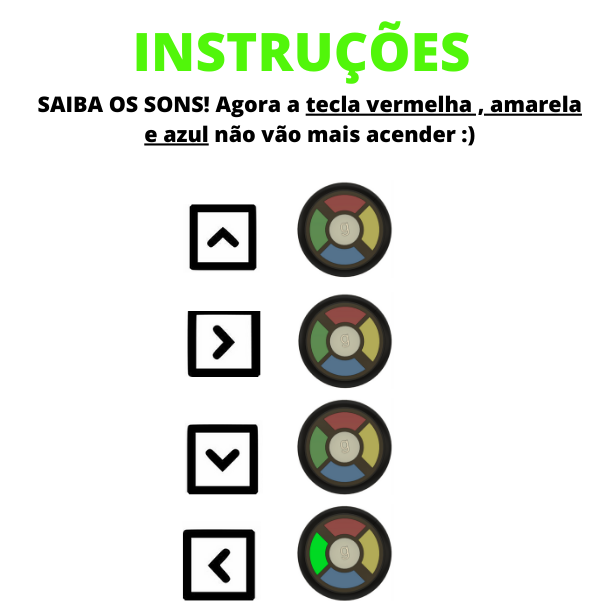 INSTRUÇÕES
SAIBA OS SONS! Agora a tecla vermelha , amarela
e azul não vão mais acender :)